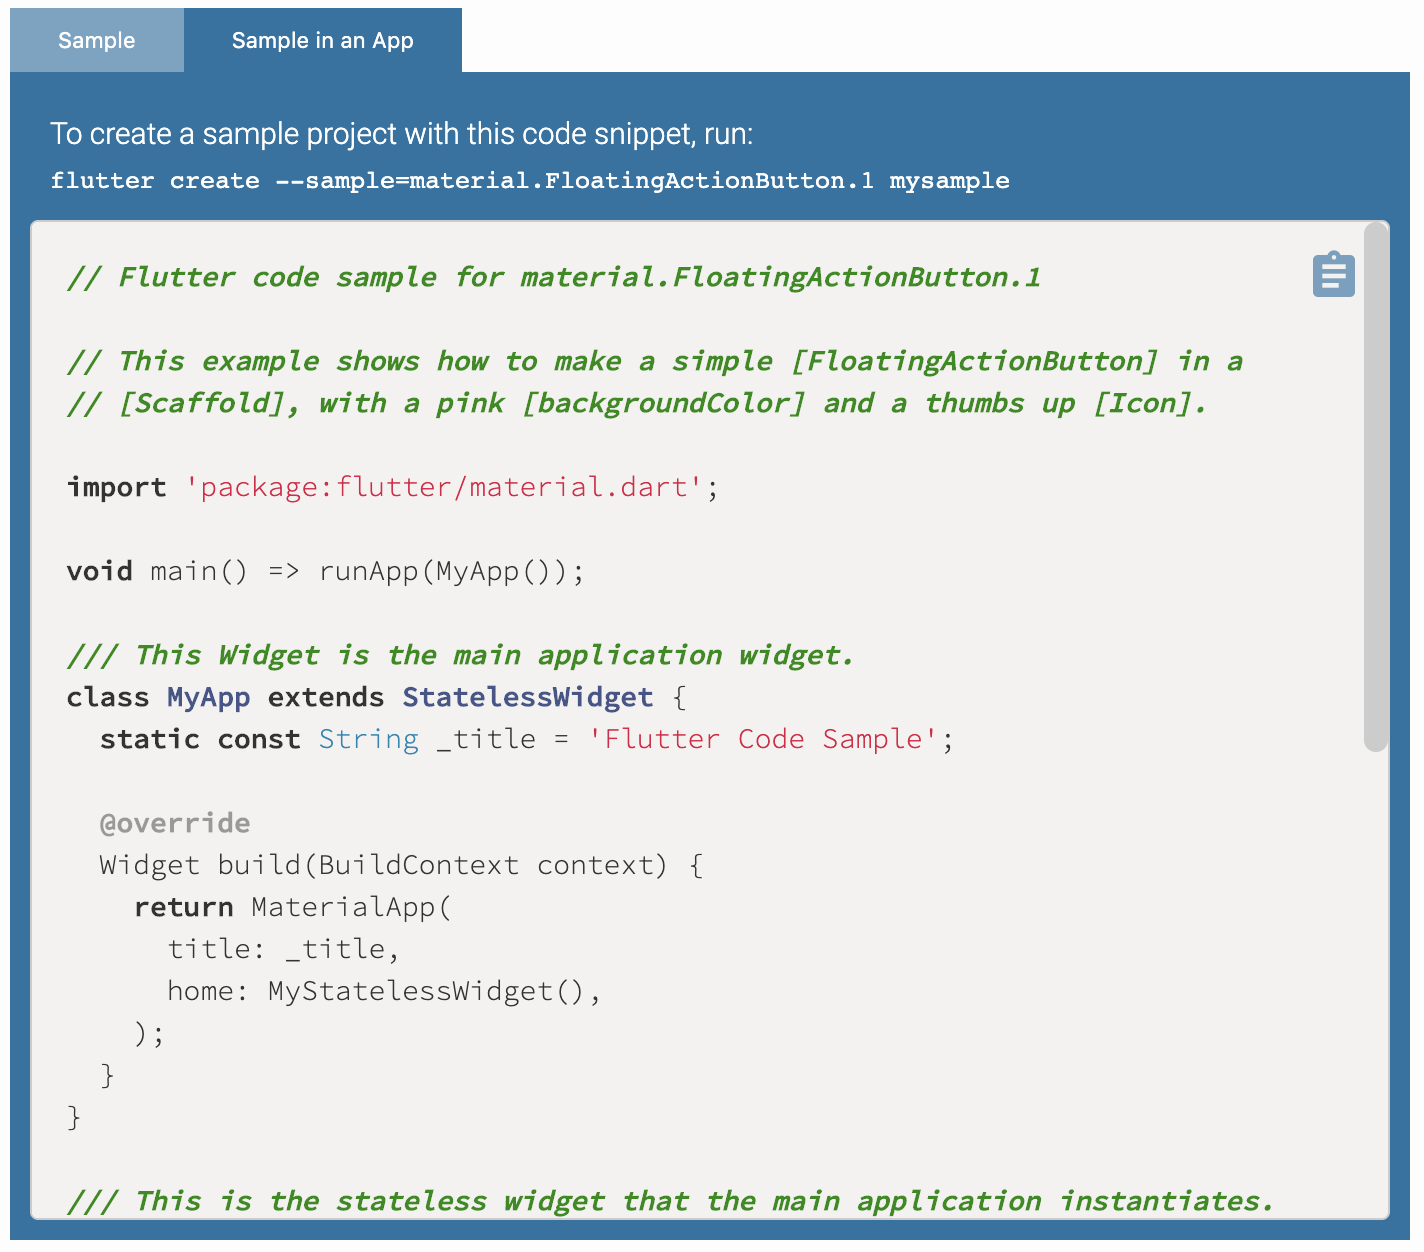 Sample
Sample in an App
To create a sample project with this code snippet, run:
flutter create --sample=material.FloatingActionButton.1 mysample
// Flutter code sample for material.FloatingActionButton.1
// This example shows how to make a simple [FloatingActionButton] in a
// [Scaffold], with a pink [backgroundColor] and a thumbs up [Icon].
import 'package:flutter/material.dart';
void main() => runApp(MyApp());
/// This Widget is the main application widget.
class MyApp extends StatelessWidget {
  static const String _title = 'Flutter Code Sample';
  @override
  Widget build(BuildContext context) {
    return MaterialApp(
      title: _title,
      home: MyStatelessWidget(),
    );
  }
}
/// This is the stateless widget that the main application instantiates.